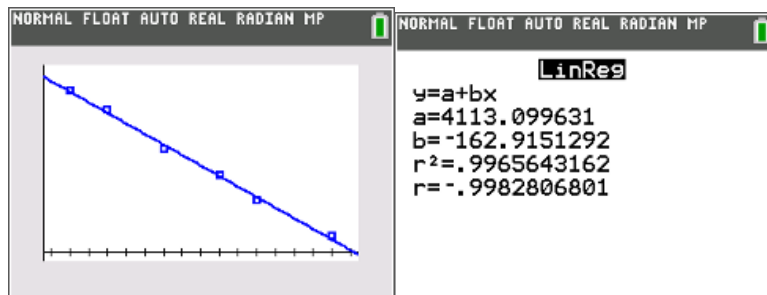 NORMAL FLOAT AUTO REAL RADIAN MP
NORMAL FLOAT AUTO REAL RADIAN MP
LinReg
y=a+bx
a=4113.099631
b=-162.9151292
r²=.9965643162
r=-.9982806801